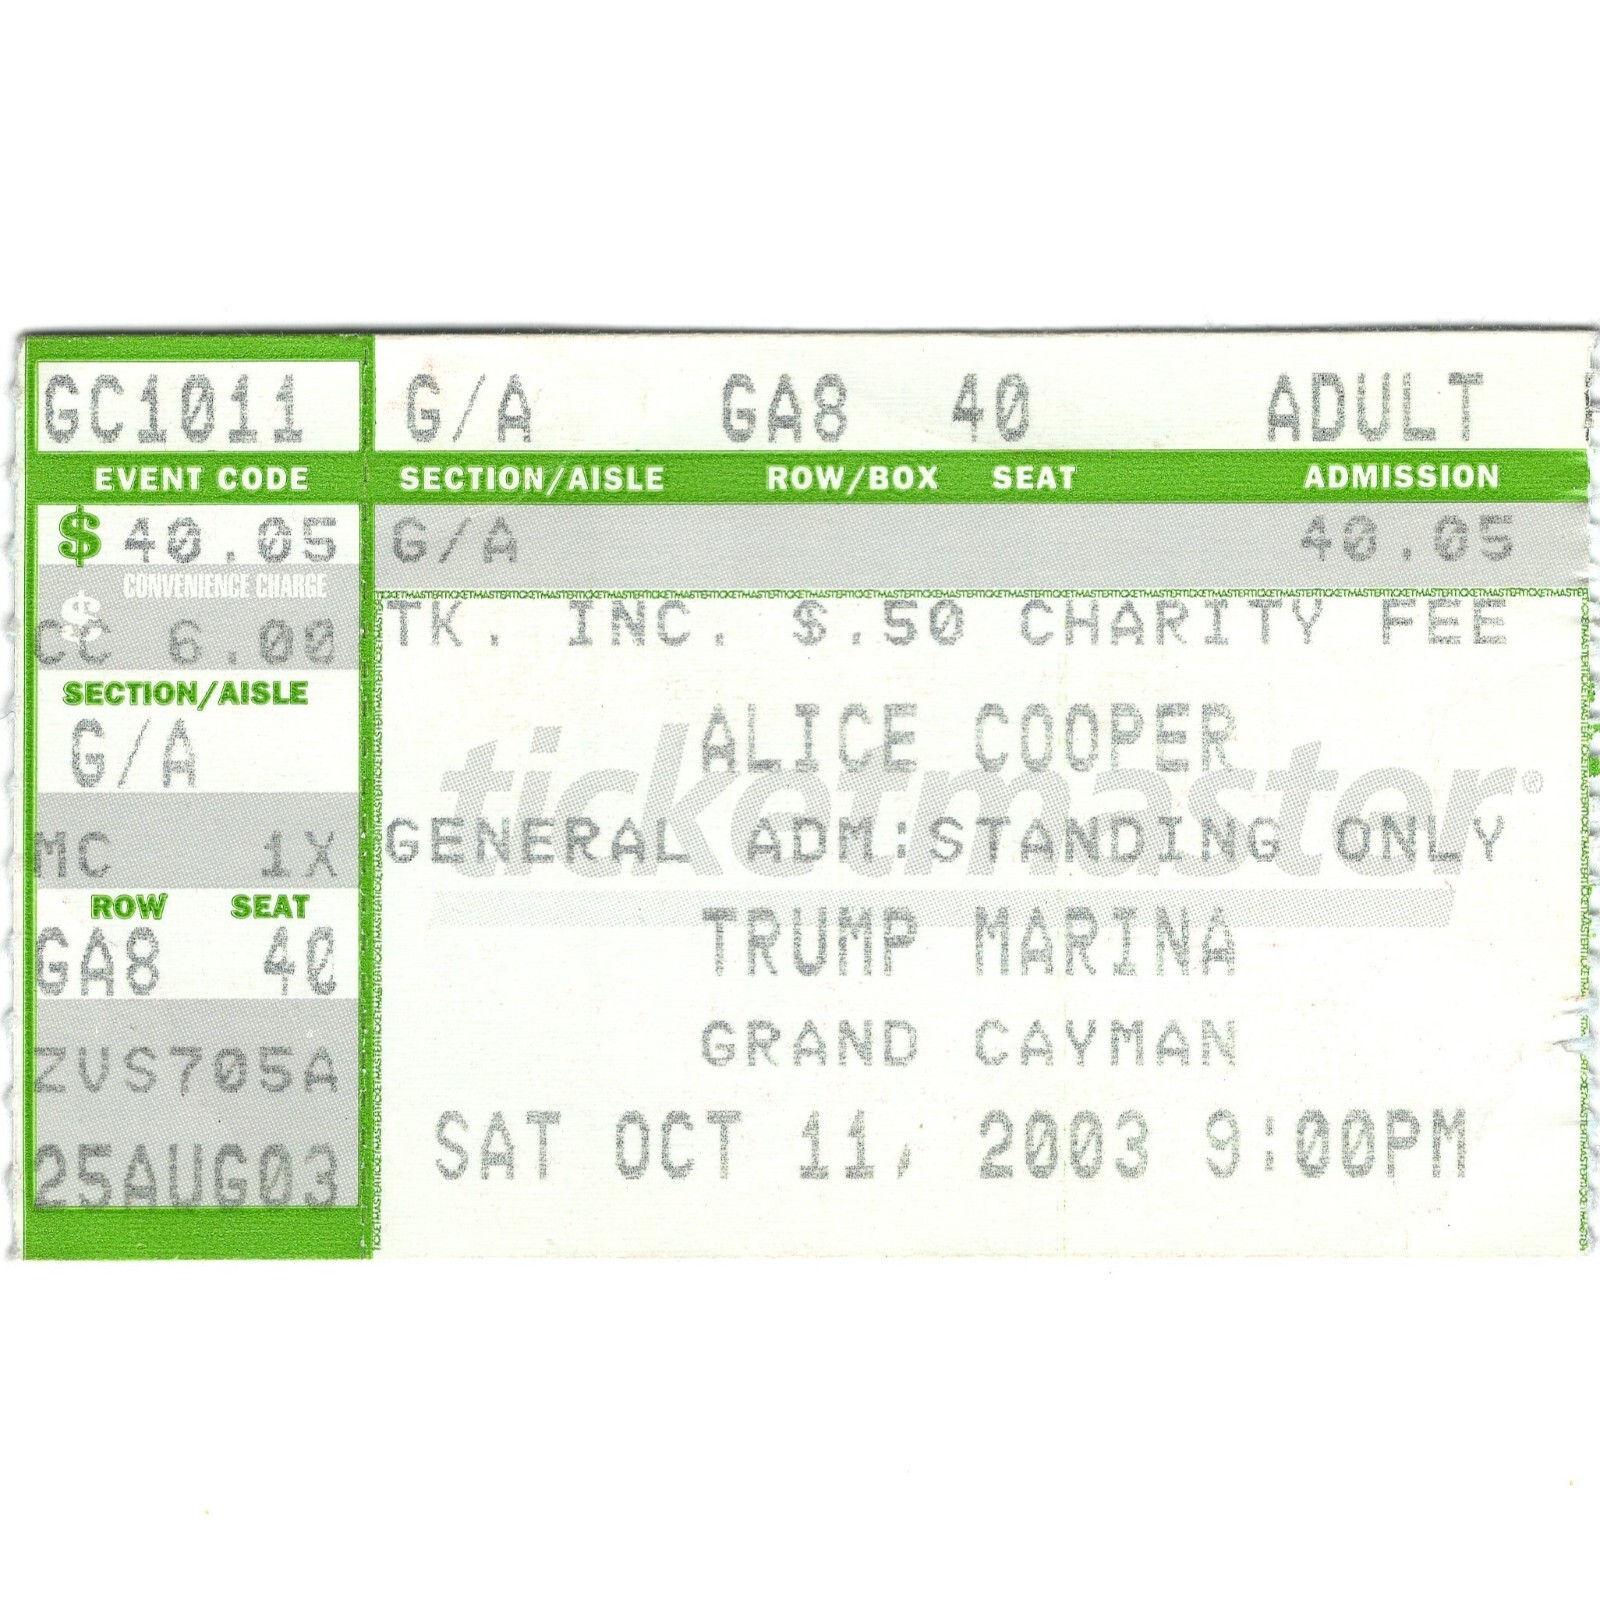 GC1011
EVENT CODE
$ 40.05
CONVENIENCE CHARGE
$
CC 6.00
SECTION/AISLE
G/A
MC 1X
ROW SEAT
GA8 40
ZVS705A
25AUG03
G/A GA8 40 ADULT
SECTION/AISLE ROW/BOX SEAT ADMISSION
G/A 40.05
TK. INC. $.50 CHARITY FEE
ALICE COOPER
ticketmaster®
GENERAL ADM:STANDING ONLY
TRUMP MARINA
GRAND CAYMAN
SAT OCT 11, 2003 9:00PM